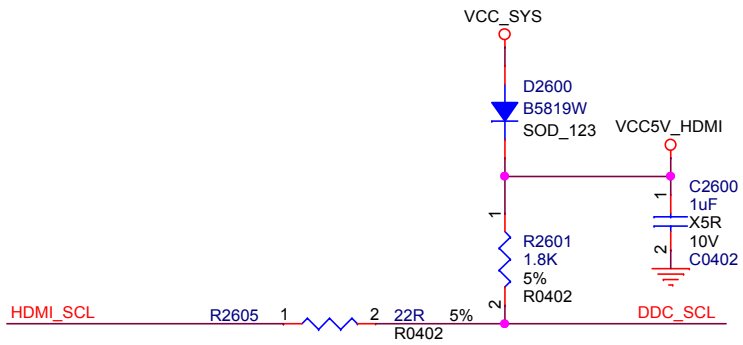 VCC_SYS
D2600
B5819W
SOD_123
VCC5V_HDMI
1
C2600
1uF
X5R
10V
C0402
2
1
R2601
1.8K
5%
R0402
2
HDMI_SCL
R2605
1
2
22R
5%
R0402
DDC_SCL